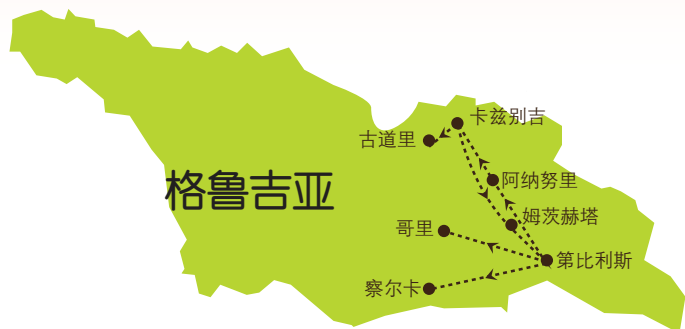 卡兹别吉
古道里
阿纳努里
格鲁吉亚
姆茨赫塔
哥里
第比利斯
察尔卡